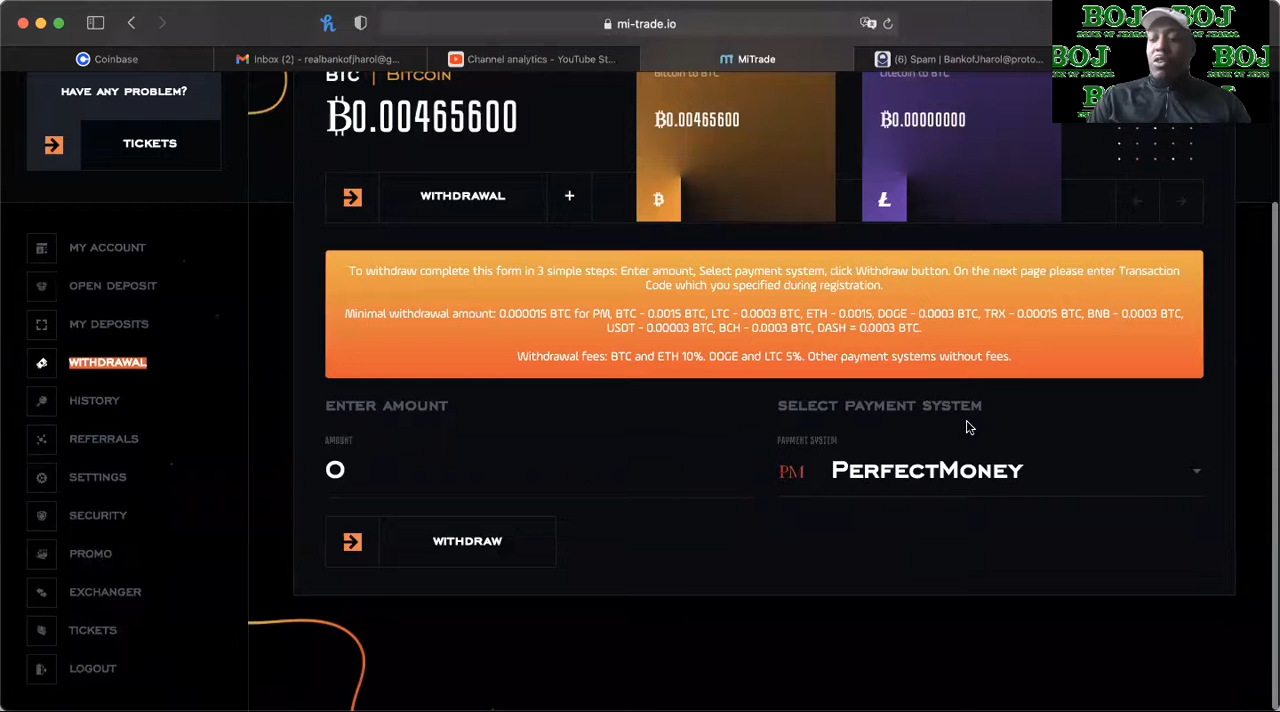 mi-trade.io
Coinbase
Inbox (2) - realbankofjharol@g...
Channel analytics - YouTube St...
MiTrade
(6) Spam | BankofJharol@proto...
BOJ BOJ
BOJ BOJ
HAVE ANY PROBLEM?
TICKETS
BTC | BITCOIN
₿0.00465600
Bitcoin to BTC
₿0.00465600
Litecoin to BTC
₿0.00000000
WITHDRAWAL +
MY ACCOUNT
OPEN DEPOSIT
MY DEPOSITS
WITHDRAWAL
HISTORY
REFERRALS
SETTINGS
SECURITY
PROMO
EXCHANGER
TICKETS
LOGOUT
To withdraw complete this form in 3 simple steps: Enter amount, Select payment system, click Withdraw button. On the next page please enter Transaction
Code which you specified during registration.
Minimal withdrawal amount: 0.000015 BTC for PM, BTC - 0.0015 BTC, LTC - 0.0003 BTC, ETH - 0.0015, DOGE - 0.0003 BTC, TRX - 0.00015 BTC, BNB - 0.0003 BTC,
USDT - 0.00003 BTC, BCH - 0.0003 BTC, DASH = 0.0003 BTC.
Withdrawal fees: BTC and ETH 10%. DOGE and LTC 5%. Other payment systems without fees.
ENTER AMOUNT
AMOUNT
0
SELECT PAYMENT SYSTEM
PAYMENT SYSTEM
PM PERFECTMONEY
WITHDRAW